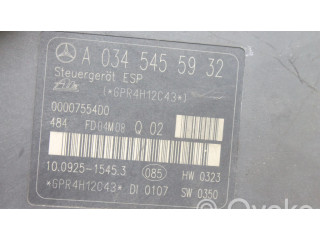 A 034 545 59 32
Steuergerät ESP
Ate (*GPR4H12C43*)
0000755400
484 FD04M08 Q 02
10.0925-1545.3 085 HW 0323
*GPR4H12C43* DI 0107 SW 0350
Ovoko